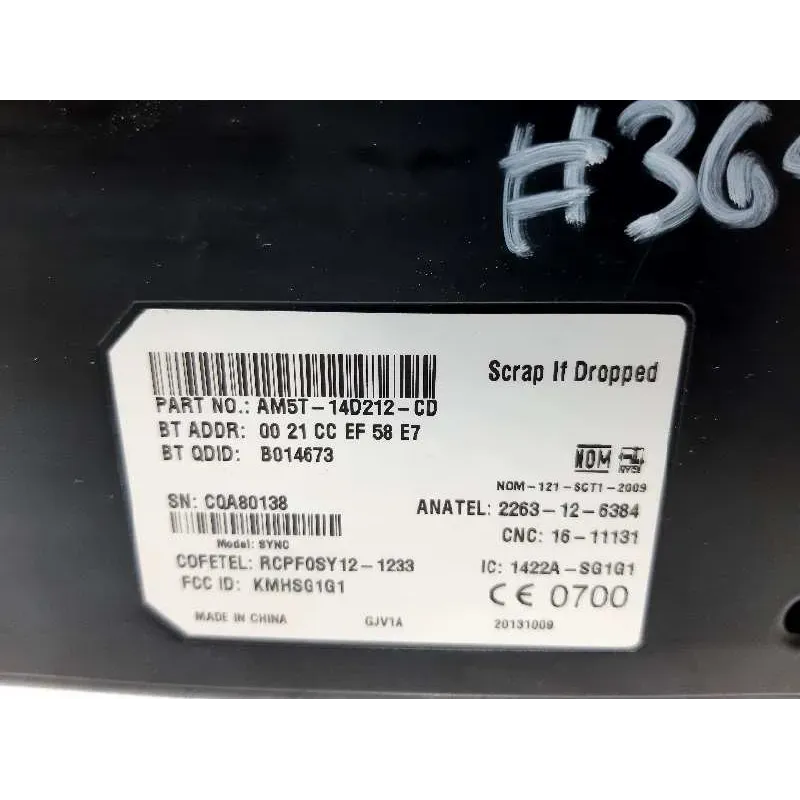 #36
Scrap If Dropped
PART NO.: AM5T-14D212-CD
BT ADDR: 00 21 CC EF 58 E7
BT QDID: B014673
NOM
NOM-121-SCT1-2009
SN: CQA80138
ANATEL: 2263-12-6384
CNC: 16-11131
Model: SYNC
COFETEL: RCPFOSY12-1233
IC: 1422A-SG1G1
FCC ID: KMHSG1G1
CE 0700
MADE IN CHINA
GJV1A
20131009